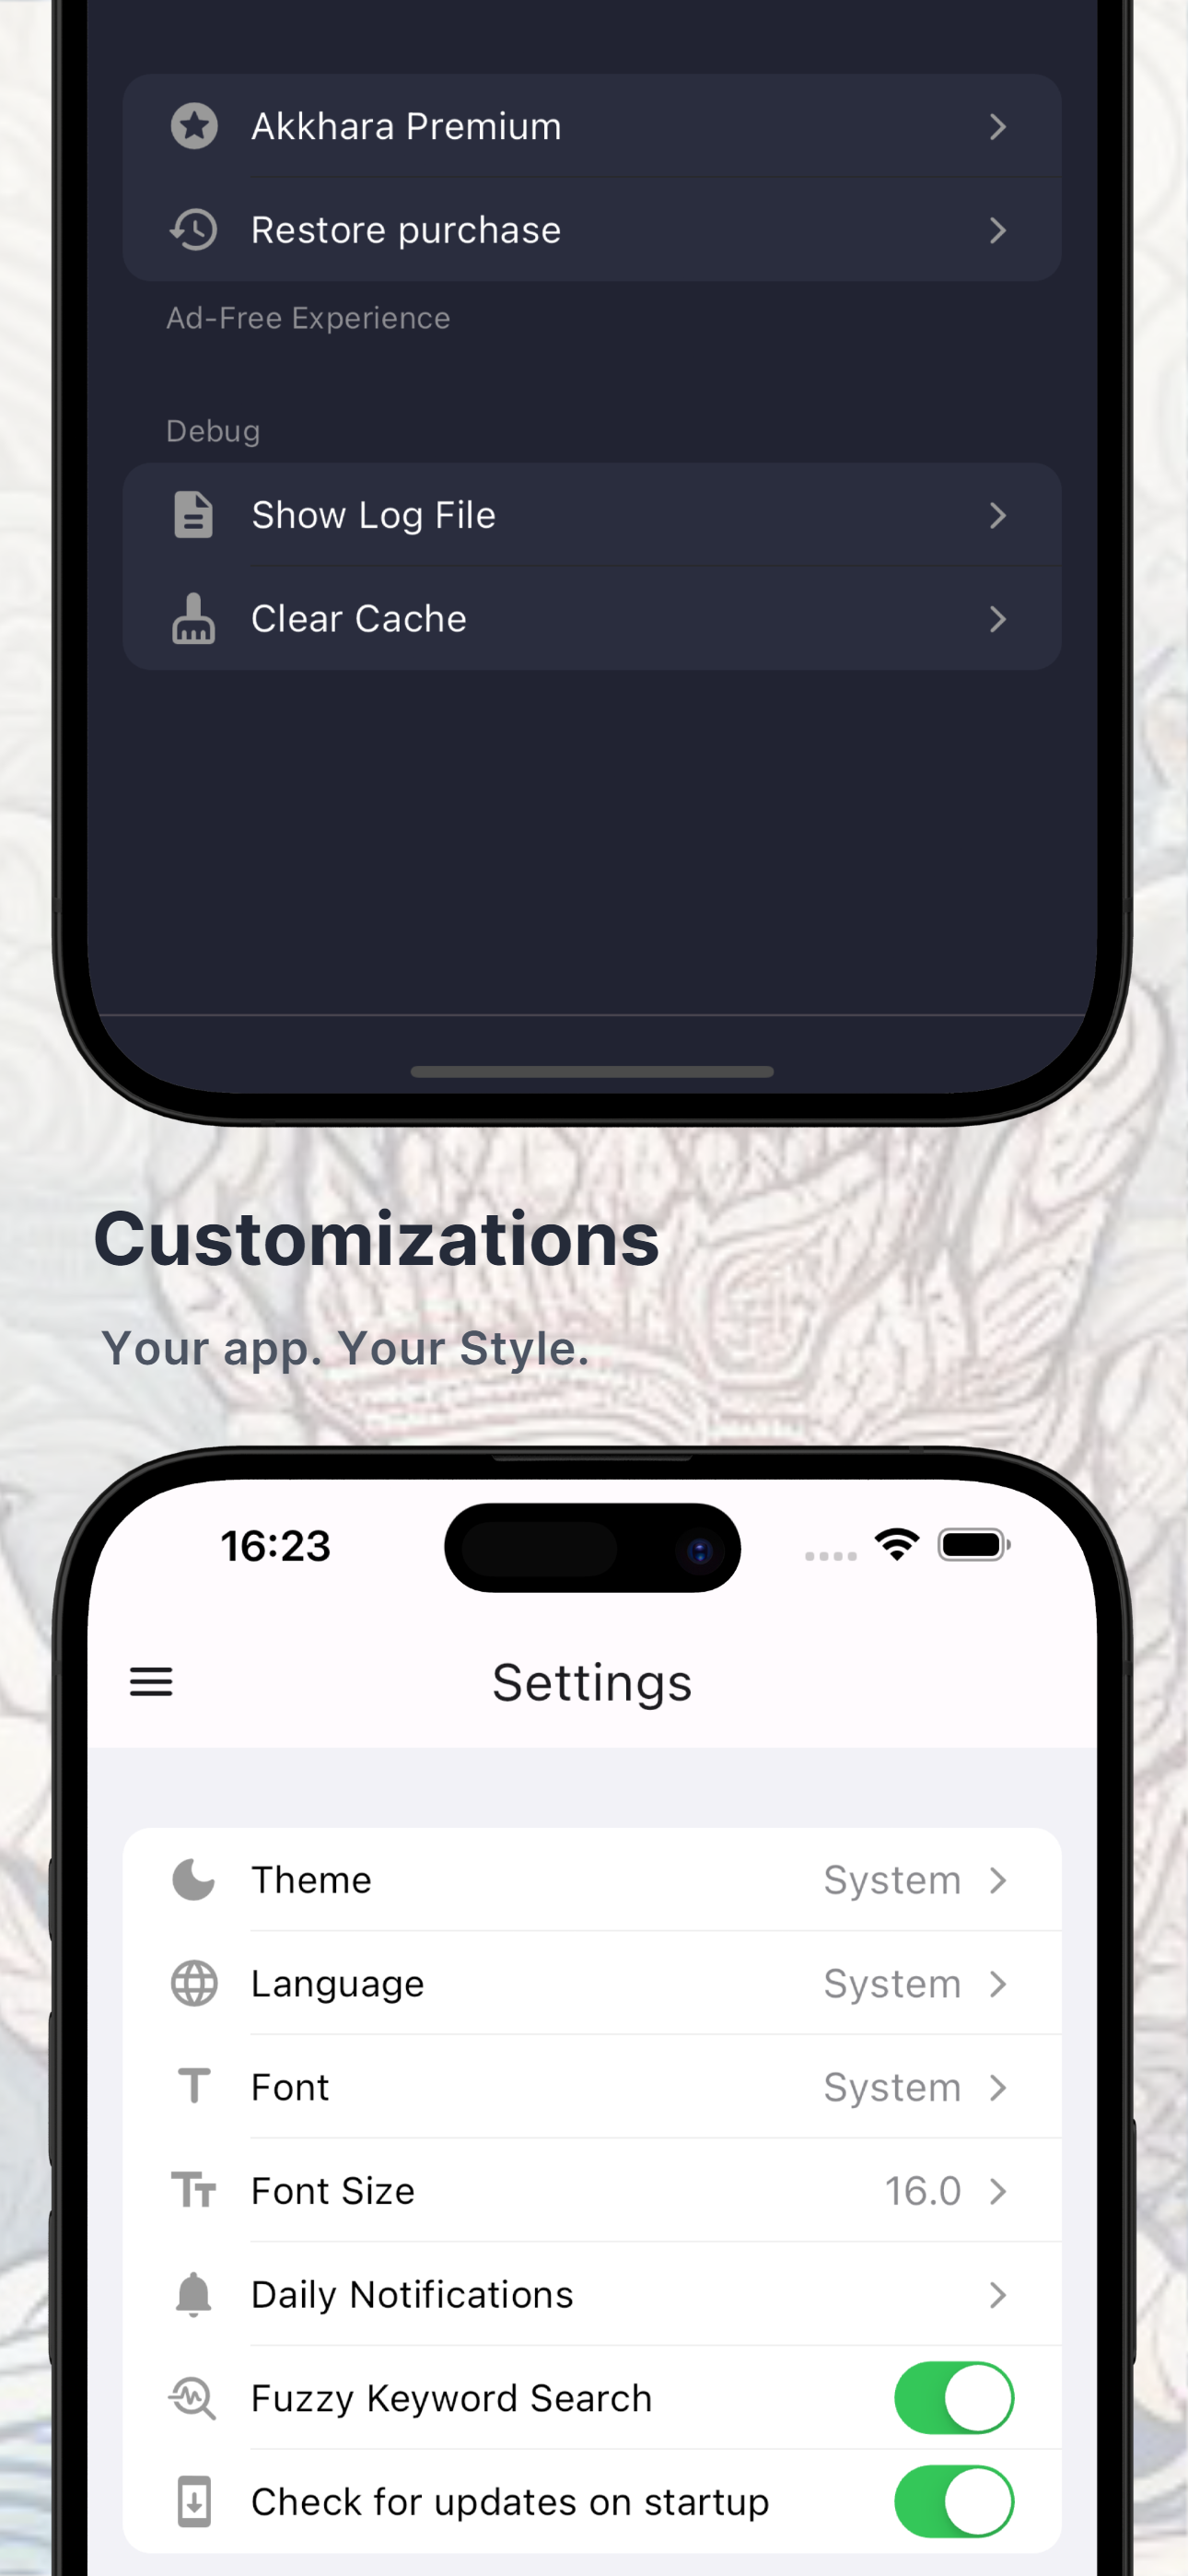 Akkhara Premium
Restore purchase
Ad-Free Experience
Debug
Show Log File
Clear Cache
Customizations
Your app. Your Style.
16:23
Settings
Theme System
Language System
Font System
Font Size 16.0
Daily Notifications
Fuzzy Keyword Search
Check for updates on startup